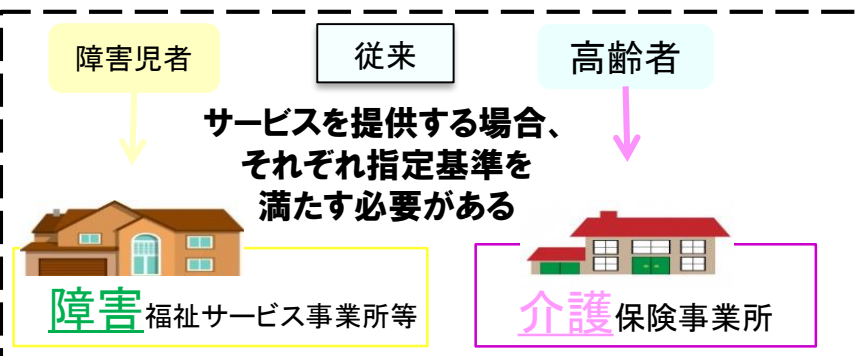 障害児者
従来
高齢者
サービスを提供する場合、
それぞれ指定基準を
満たす必要がある
障害福祉サービス事業所等
介護保険事業所